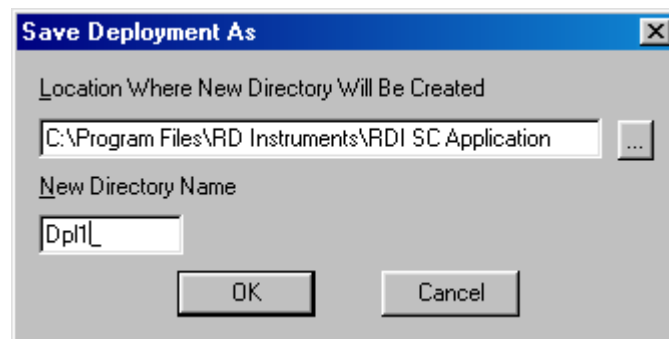 Save Deployment As
Location Where New Directory Will Be Created
C:\Program Files\RD Instruments\RDI SC Application
...
New Directory Name
Dpl1_
OK
Cancel